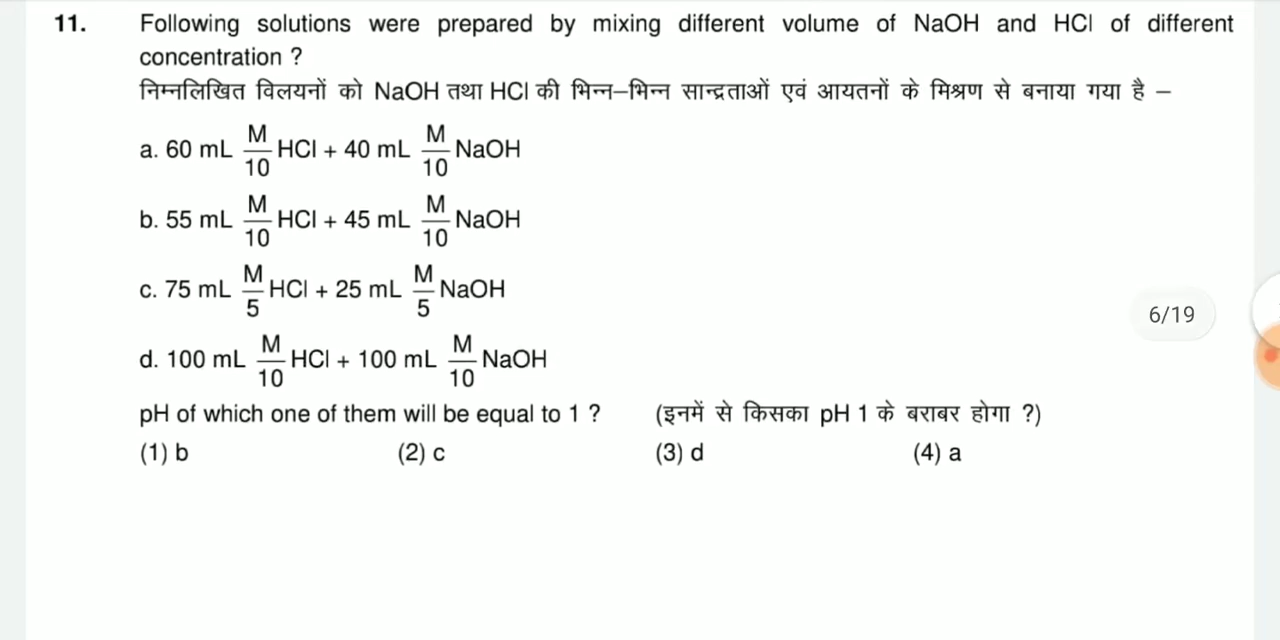 11. Following solutions were prepared by mixing different volume of NaOH and HCl of different
concentration ?
निम्नलिखित विलयनों को NaOH तथा HCl की भिन्न–भिन्न सान्द्रताओं एवं आयतनों के मिश्रण से बनाया गया है –
a. 60 mL M/10 HCl + 40 mL M/10 NaOH
b. 55 mL M/10 HCl + 45 mL M/10 NaOH
c. 75 mL M/5 HCl + 25 mL M/5 NaOH
6/19
d. 100 mL M/10 HCl + 100 mL M/10 NaOH
pH of which one of them will be equal to 1 ? (इनमें से किसका pH 1 के बराबर होगा ?)
(1) b (2) c (3) d (4) a